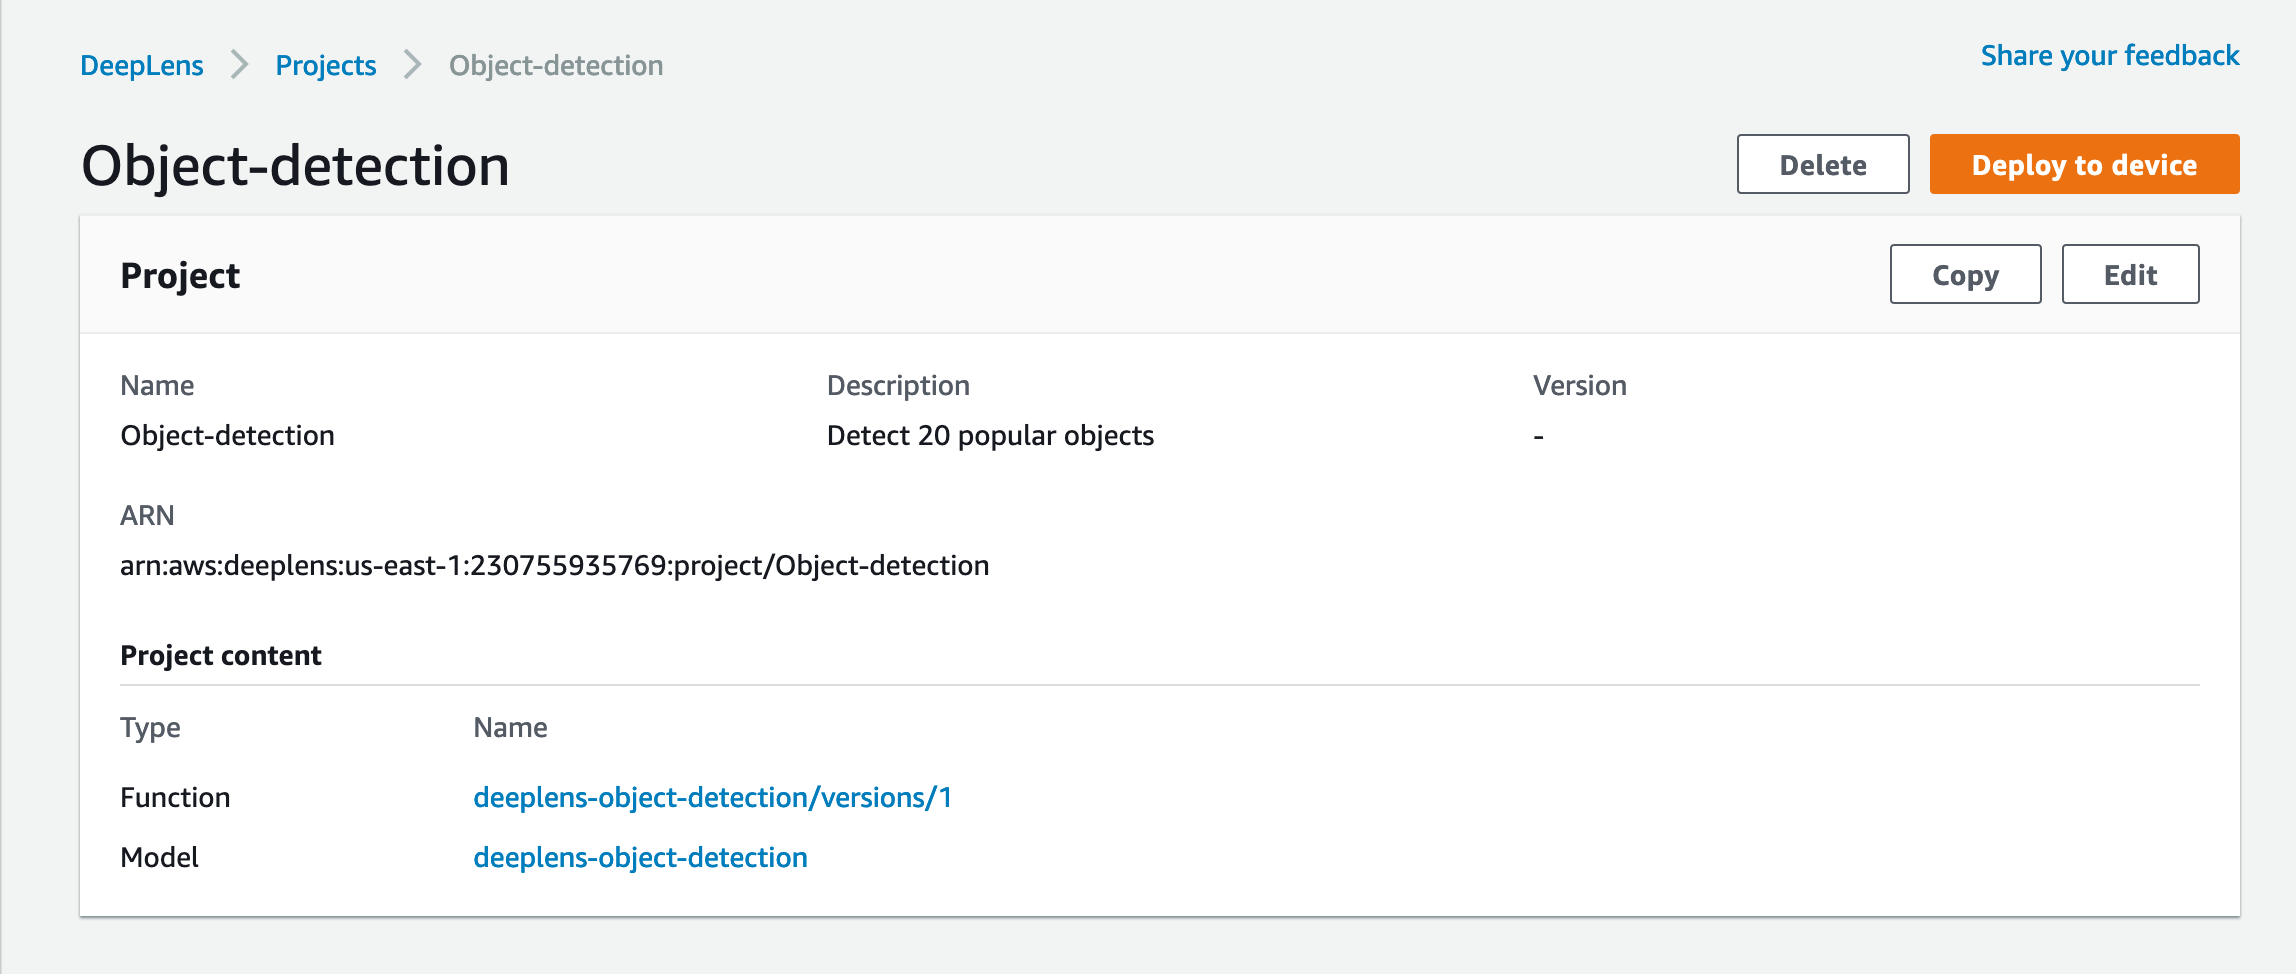 DeepLens > Projects > Object-detection
Share your feedback
Object-detection
Delete
Deploy to device
Project
Copy
Edit
Name
Description
Version
Object-detection
Detect 20 popular objects
-
ARN
arn:aws:deeplens:us-east-1:230755935769:project/Object-detection
Project content
Type
Name
Function
deeplens-object-detection/versions/1
Model
deeplens-object-detection